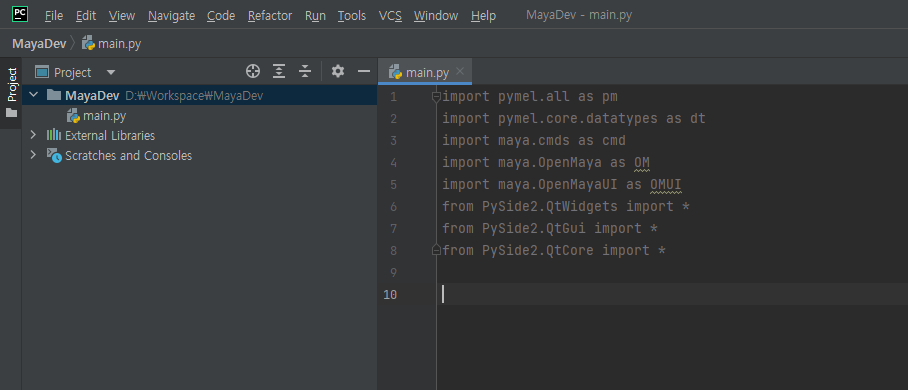 PC File Edit View Navigate Code Refactor Run Tools VCS Window Help MayaDev - main.py
MayaDev main.py
Project
Project
main.py
MayaDev D:₩Workspace₩MayaDev
main.py
External Libraries
Scratches and Consoles
1 import pymel.all as pm
2 import pymel.core.datatypes as dt
3 import maya.cmds as cmd
4 import maya.OpenMaya as OM
5 import maya.OpenMayaUI as OMUI
6 from PySide2.QtWidgets import *
7 from PySide2.QtGui import *
8 from PySide2.QtCore import *
9
10